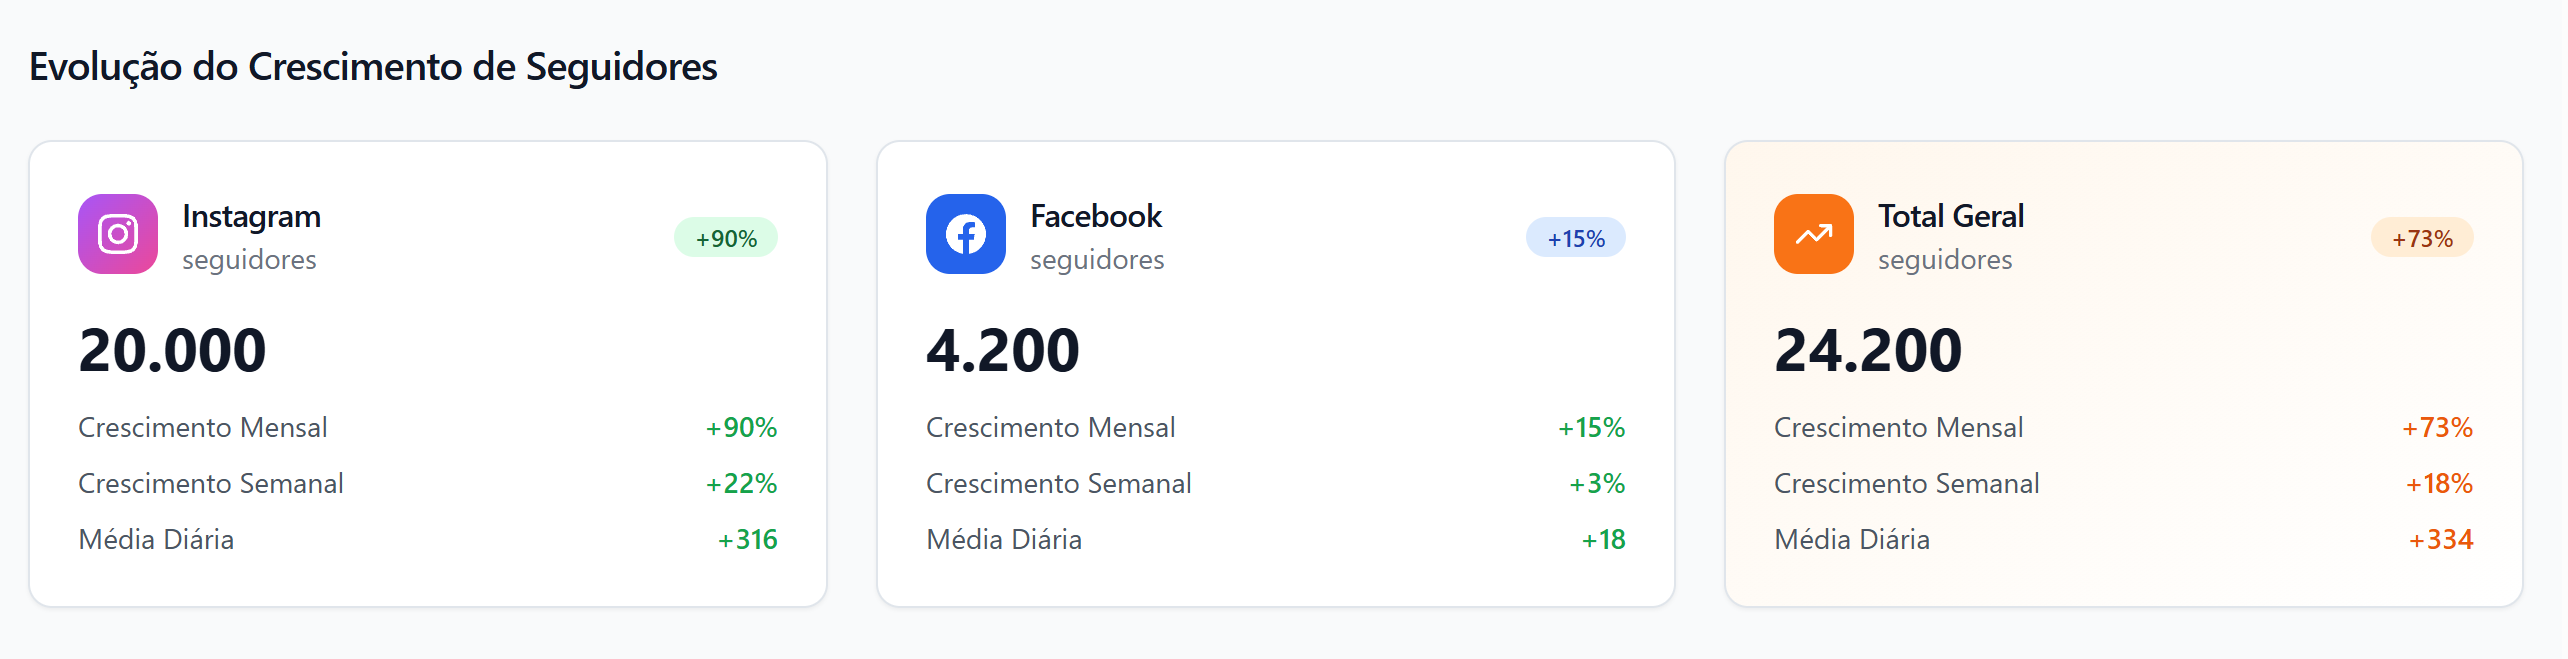 Evolução do Crescimento de Seguidores
Instagram
seguidores
+90%
20.000
Crescimento Mensal +90%
Crescimento Semanal +22%
Média Diária +316
Facebook
seguidores
+15%
4.200
Crescimento Mensal +15%
Crescimento Semanal +3%
Média Diária +18
Total Geral
seguidores
+73%
24.200
Crescimento Mensal +73%
Crescimento Semanal +18%
Média Diária +334